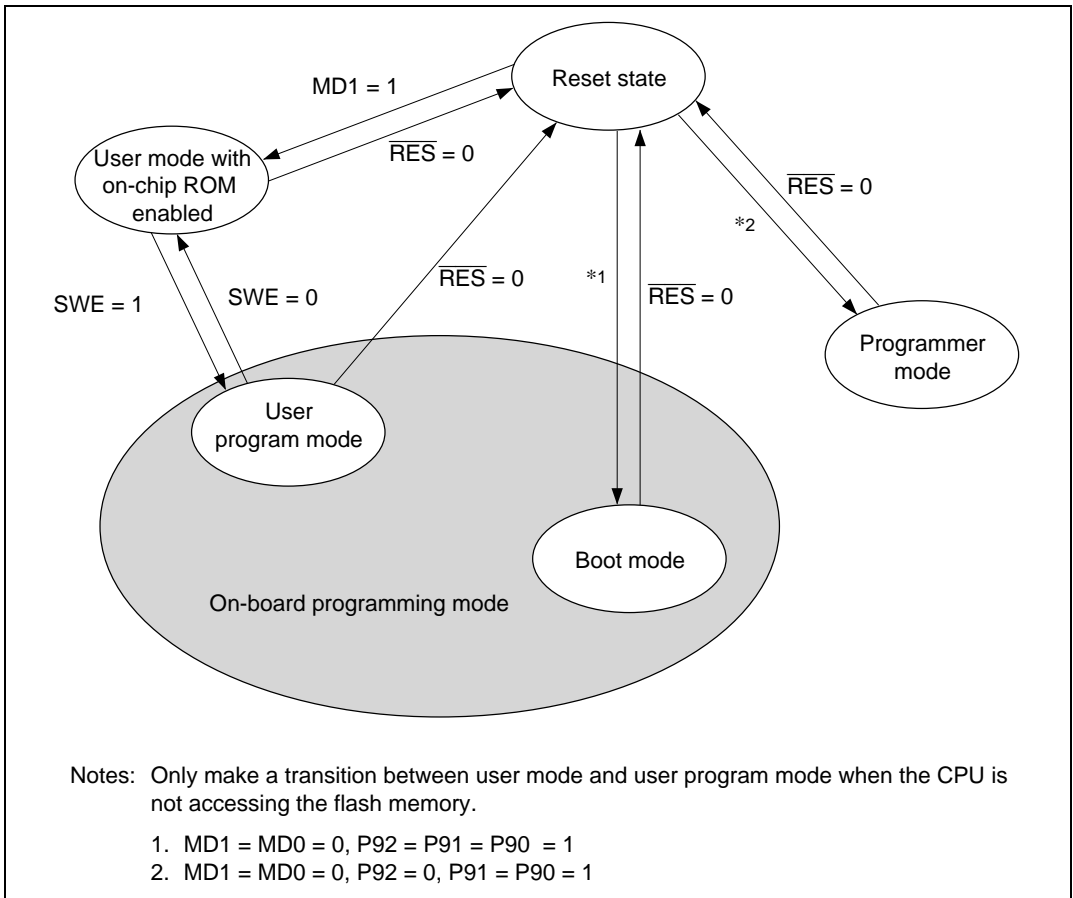 Reset state
MD1 = 1
RES = 0
User mode with
on-chip ROM
enabled
RES = 0
*2
RES = 0
*1
RES = 0
SWE = 1
SWE = 0
Programmer
mode
User
program mode
Boot mode
On-board programming mode
Notes: Only make a transition between user mode and user program mode when the CPU is
not accessing the flash memory.
1. MD1 = MD0 = 0, P92 = P91 = P90 = 1
2. MD1 = MD0 = 0, P92 = 0, P91 = P90 = 1